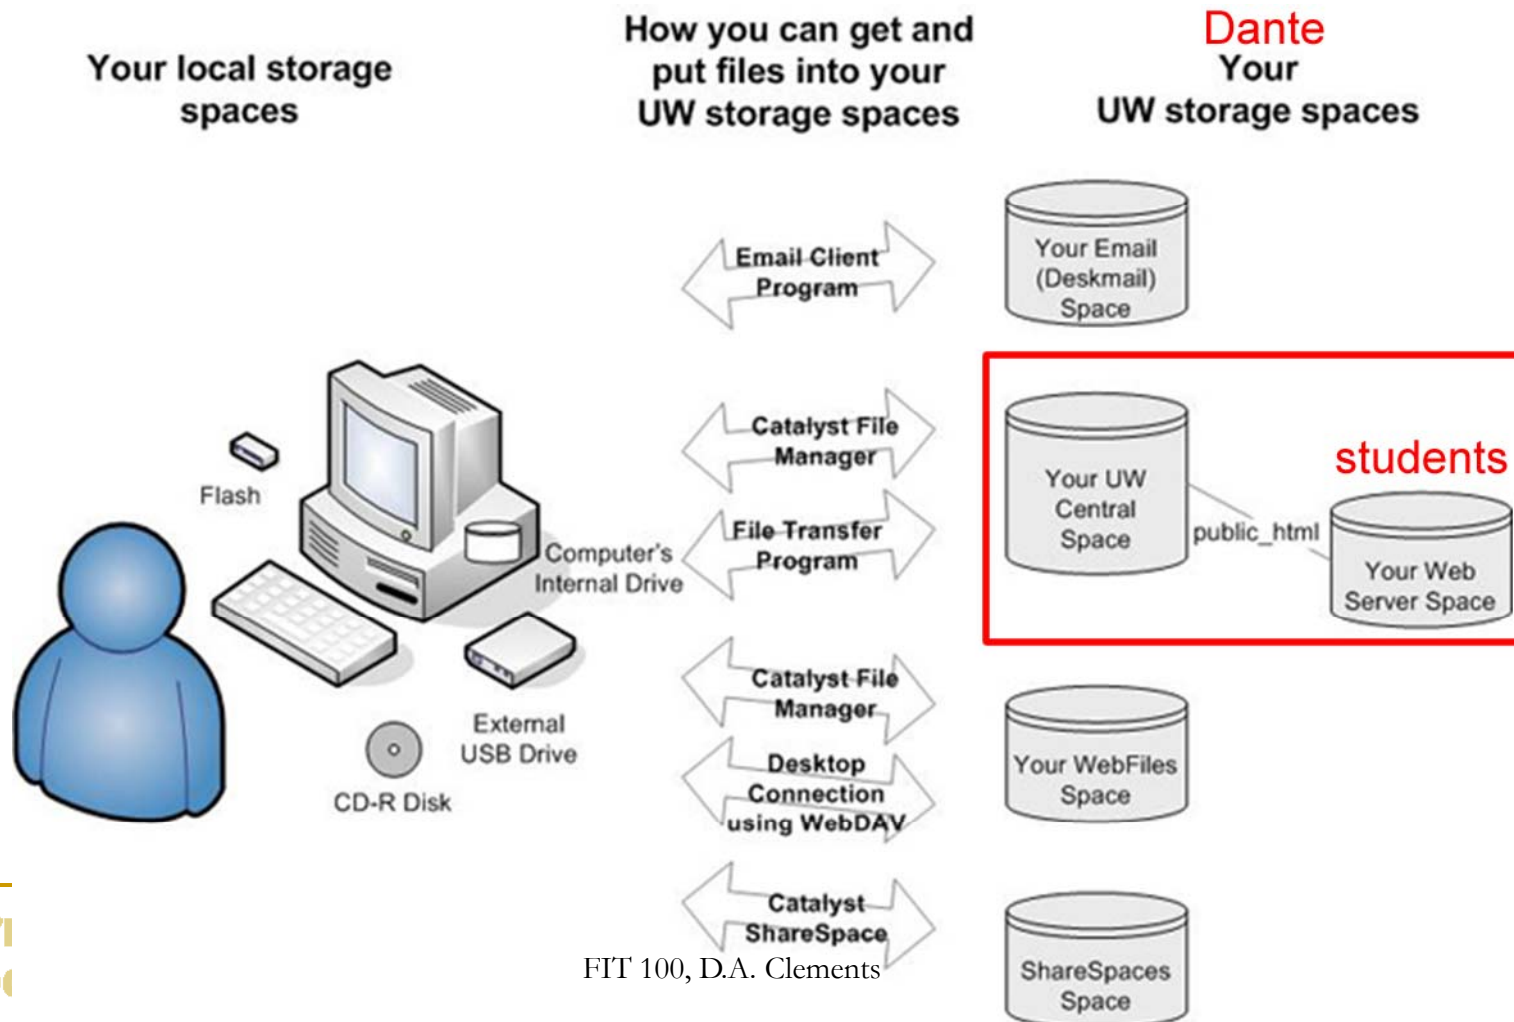 Your local storage
spaces
How you can get and
put files into your
UW storage spaces
Dante
Your
UW storage spaces
Email Client
Program
Your Email
(Deskmail)
Space
Catalyst File
Manager
File Transfer
Program
Your UW
Central
Space
public_html
students
Your Web
Server Space
Flash
Computer's
Internal Drive
External
USB Drive
CD-R Disk
Catalyst File
Manager
Desktop
Connection
using WebDAV
Your WebFiles
Space
Catalyst
ShareSpace
ShareSpaces
Space
FIT 100, D.A. Clements